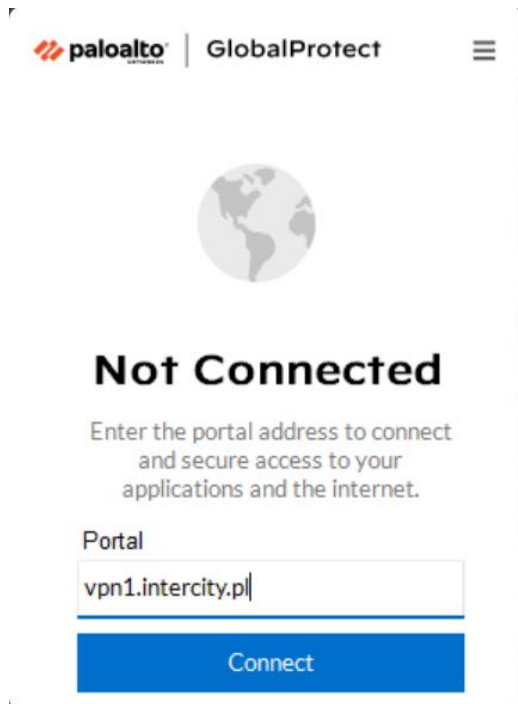 paloalto | GlobalProtect
NETWORKS
Not Connected
Enter the portal address to connect
and secure access to your
applications and the internet.
Portal
vpn1.intercity.pl
Connect